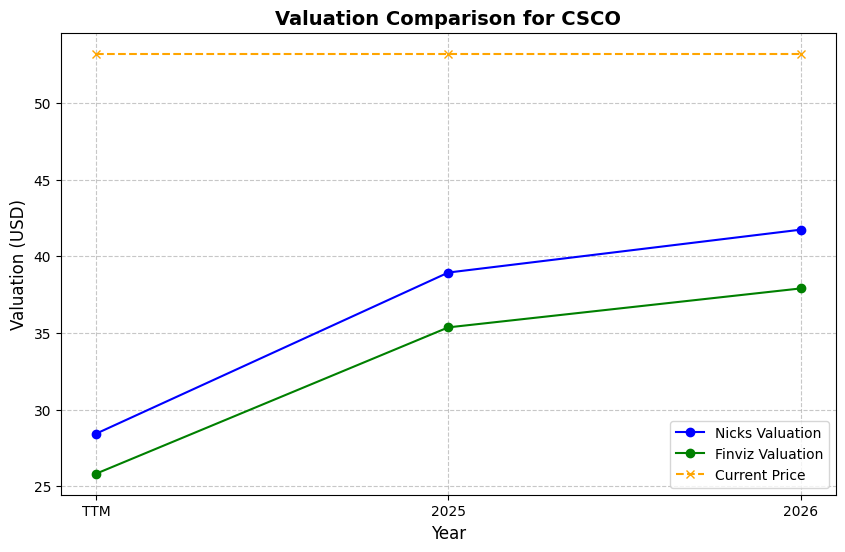 Valuation Comparison for CSCO
Valuation (USD)
50
45
40
35
30
25
TTM
2025
2026
Year
Nicks Valuation
Finviz Valuation
Current Price